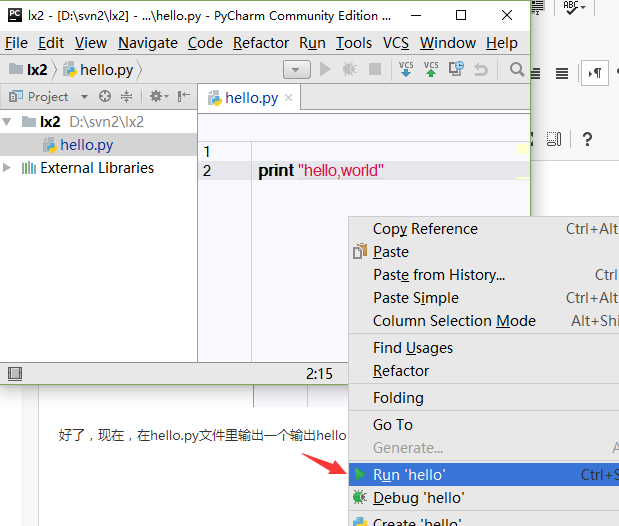 lx2 - [D:\svn2\lx2] - ...\hello.py - PyCharm Community Edition ...
File Edit View Navigate Code Refactor Run Tools VCS Window Help
lx2 hello.py
VCS VCS
ABC
Project
hello.py
lx2 D:\svn2\lx2
hello.py
External Libraries
1
2 print "hello,world"
2:15
Copy Reference Ctrl+Alt
Paste
Paste from History... Ctrl
Paste Simple Ctrl+Alt
Column Selection Mode Alt+Shi
Find Usages
Refactor
Folding
Go To
Generate... A
Run 'hello' Ctrl+S
Debug 'hello'
Create 'hello'
好了，现在，在hello.py文件里输出一个输出hello